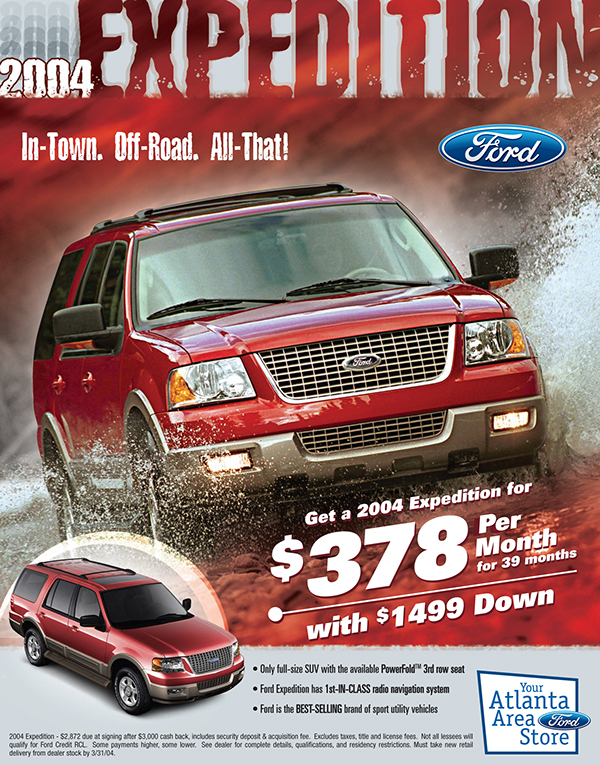 EXPEDITION
2004
In-Town. Off-Road. All-That!
Ford
Ford
Get a 2004 Expedition for
$378 Per Month
for 39 months
with $1499 Down
• Only full-size SUV with the available PowerFold™ 3rd row seat
• Ford Expedition has 1st-IN-CLASS radio navigation system
• Ford is the BEST-SELLING brand of sport utility vehicles
Your
Atlanta
Area Ford
Store
2004 Expedition - $2,872 due at signing after $3,000 cash back, includes security deposit & acquisition fee. Excludes taxes, title and license fees. Not all lessees will
qualify for Ford Credit RCL. Some payments higher, some lower. See dealer for complete details, qualifications, and residency restrictions. Must take new retail
delivery from dealer stock by 3/31/04.